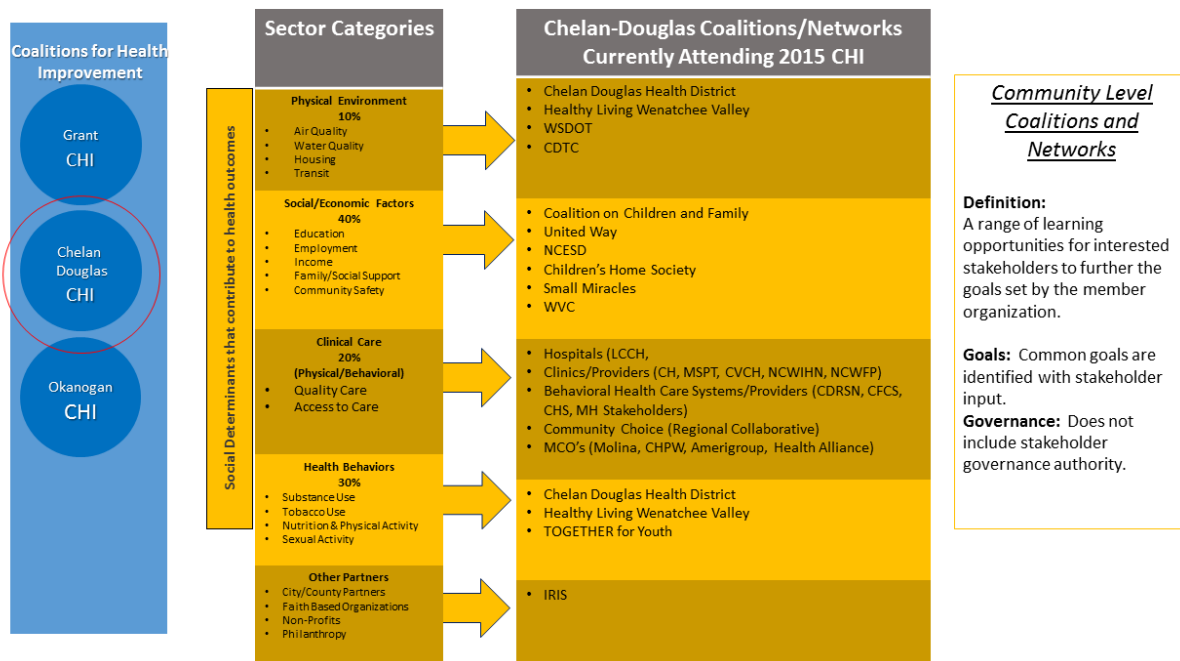 Coalitions for Health
Improvement
Grant
CHI
Chelan
Douglas
CHI
Okanogan
CHI
Social Determinants that contribute to health outcomes
Sector Categories
Physical Environment
10%
• Air Quality
• Water Quality
• Housing
• Transit
Social/Economic Factors
40%
• Education
• Employment
• Income
• Family/Social Support
• Community Safety
Clinical Care
20%
(Physical/Behavioral)
• Quality Care
• Access to Care
Health Behaviors
30%
• Substance Use
• Tobacco Use
• Nutrition & Physical Activity
• Sexual Activity
Other Partners
• City/County Partners
• Faith Based Organizations
• Non-Profits
• Philanthropy
Chelan-Douglas Coalitions/Networks
Currently Attending 2015 CHI
• Chelan Douglas Health District
• Healthy Living Wenatchee Valley
• WSDOT
• CDTC
• Coalition on Children and Family
• United Way
• NCESD
• Children's Home Society
• Small Miracles
• WVC
• Hospitals (LCCH,
• Clinics/Providers (CH, MSPT, CVCH, NCWIHN, NCWFP)
• Behavioral Health Care Systems/Providers (CDRSN, CFCS,
CHS, MH Stakeholders)
• Community Choice (Regional Collaborative)
• MCO's (Molina, CHPW, Amerigroup, Health Alliance)
• Chelan Douglas Health District
• Healthy Living Wenatchee Valley
• TOGETHER for Youth
• IRIS
Community Level
Coalitions and
Networks
Definition:
A range of learning
opportunities for interested
stakeholders to further the
goals set by the member
organization.
Goals: Common goals are
identified with stakeholder
input.
Governance: Does not
include stakeholder
governance authority.